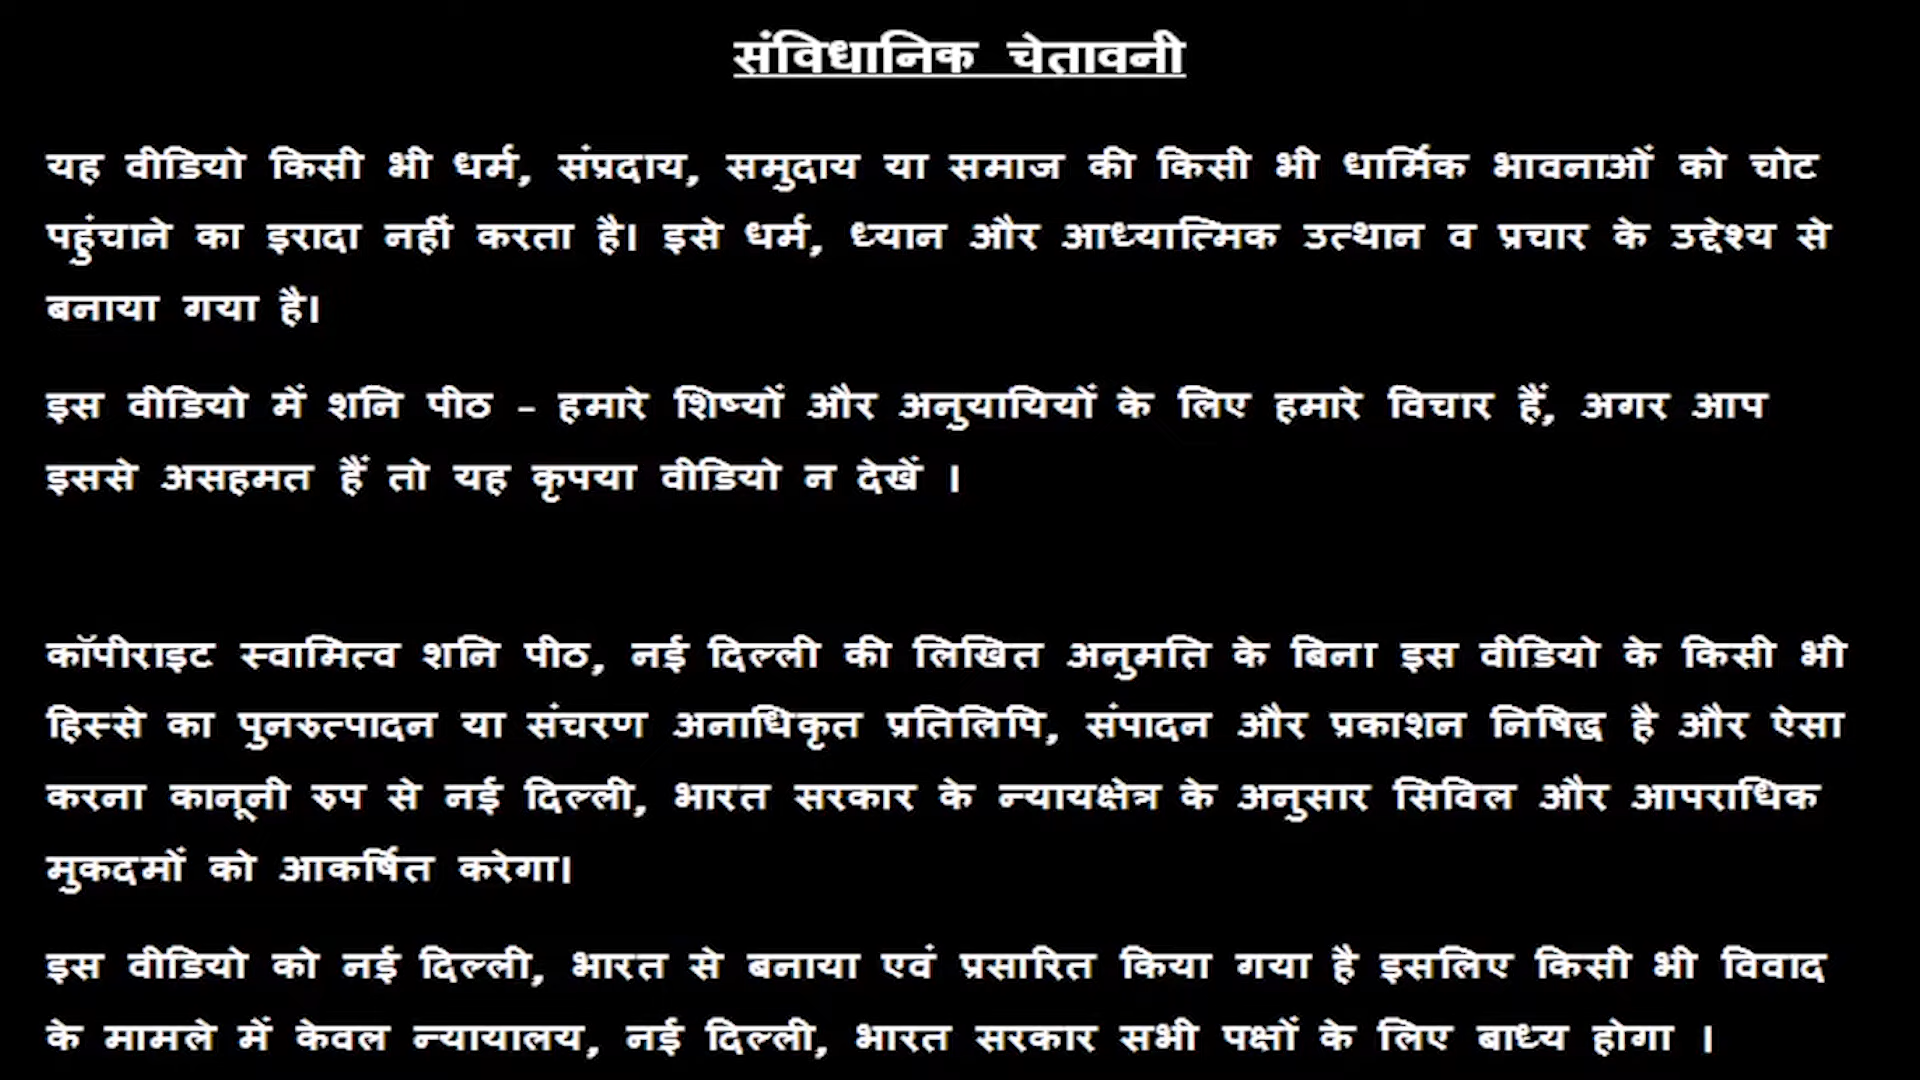 संविधानिक चेतावनी
यह वीडियो किसी भी धर्म, संप्रदाय, समुदाय या समाज की किसी भी धार्मिक भावनाओं को चोट
पहुंचाने का इरादा नहीं करता है। इसे धर्म, ध्यान और आध्यात्मिक उत्थान व प्रचार के उद्देश्य से
बनाया गया है।
इस वीडियो में शनि पीठ – हमारे शिष्यों और अनुयायियों के लिए हमारे विचार हैं, अगर आप
इससे असहमत हैं तो यह कृपया वीडियो न देखें ।
कॉपीराइट स्वामित्व शनि पीठ, नई दिल्ली की लिखित अनुमति के बिना इस वीडियो के किसी भी
हिस्से का पुनरुत्पादन या संचरण अनाधिकृत प्रतिलिपि, संपादन और प्रकाशन निषिद्ध है और ऐसा
करना कानूनी रुप से नई दिल्ली, भारत सरकार के न्यायक्षेत्र के अनुसार सिविल और आपराधिक
मुकदमों को आकर्षित करेगा।
इस वीडियो को नई दिल्ली, भारत से बनाया एवं प्रसारित किया गया है इसलिए किसी भी विवाद
के मामले में केवल न्यायालय, नई दिल्ली, भारत सरकार सभी पक्षों के लिए बाध्य होगा ।